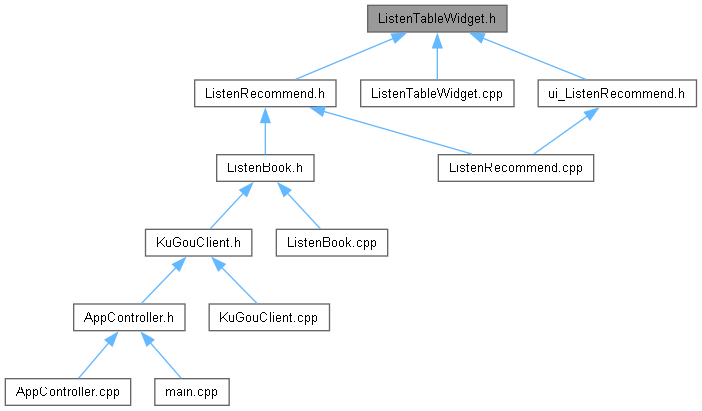 ListenTableWidget.h
ListenRecommend.h
ListenTableWidget.cpp
ui_ListenRecommend.h
ListenBook.h
ListenRecommend.cpp
KuGouClient.h
ListenBook.cpp
AppController.h
KuGouClient.cpp
AppController.cpp
main.cpp